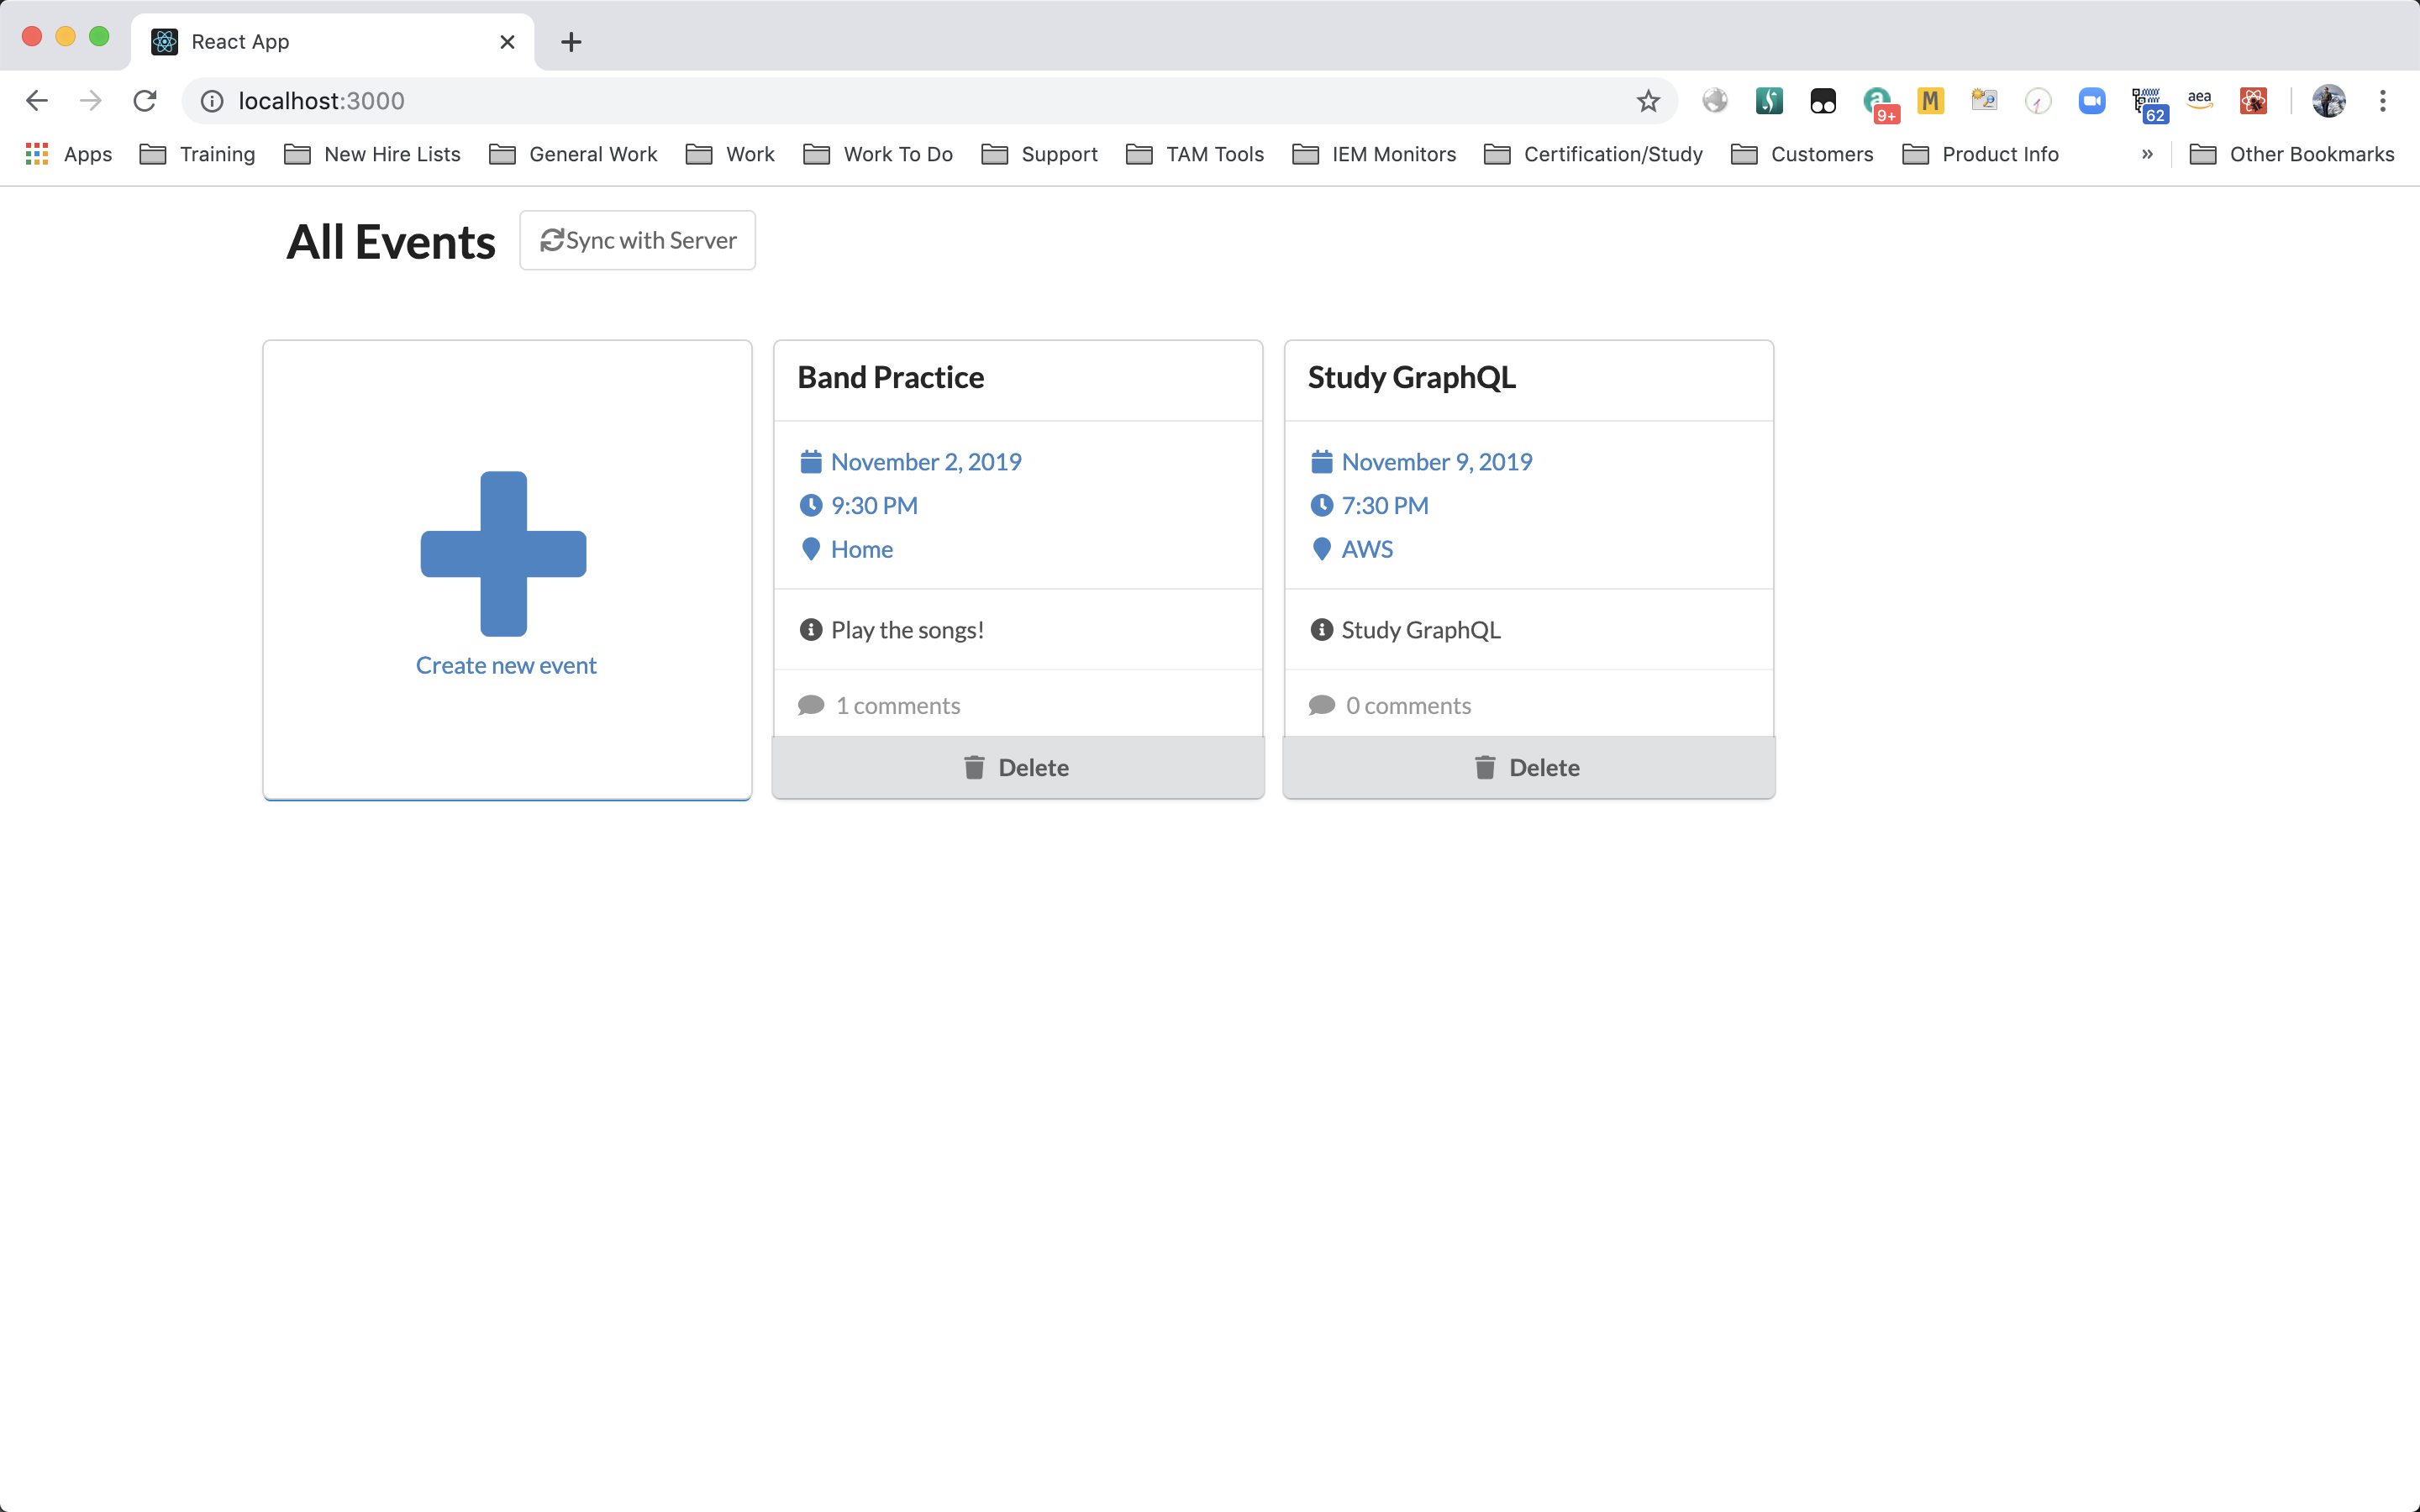 React App
localhost:3000
9+
M
62
aea
Apps Training New Hire Lists General Work Work Work To Do Support TAM Tools IEM Monitors Certification/Study Customers Product Info » Other Bookmarks
All Events Sync with Server
Create new event
Band Practice
November 2, 2019
9:30 PM
Home
Play the songs!
1 comments
Delete
Study GraphQL
November 9, 2019
7:30 PM
AWS
Study GraphQL
0 comments
Delete